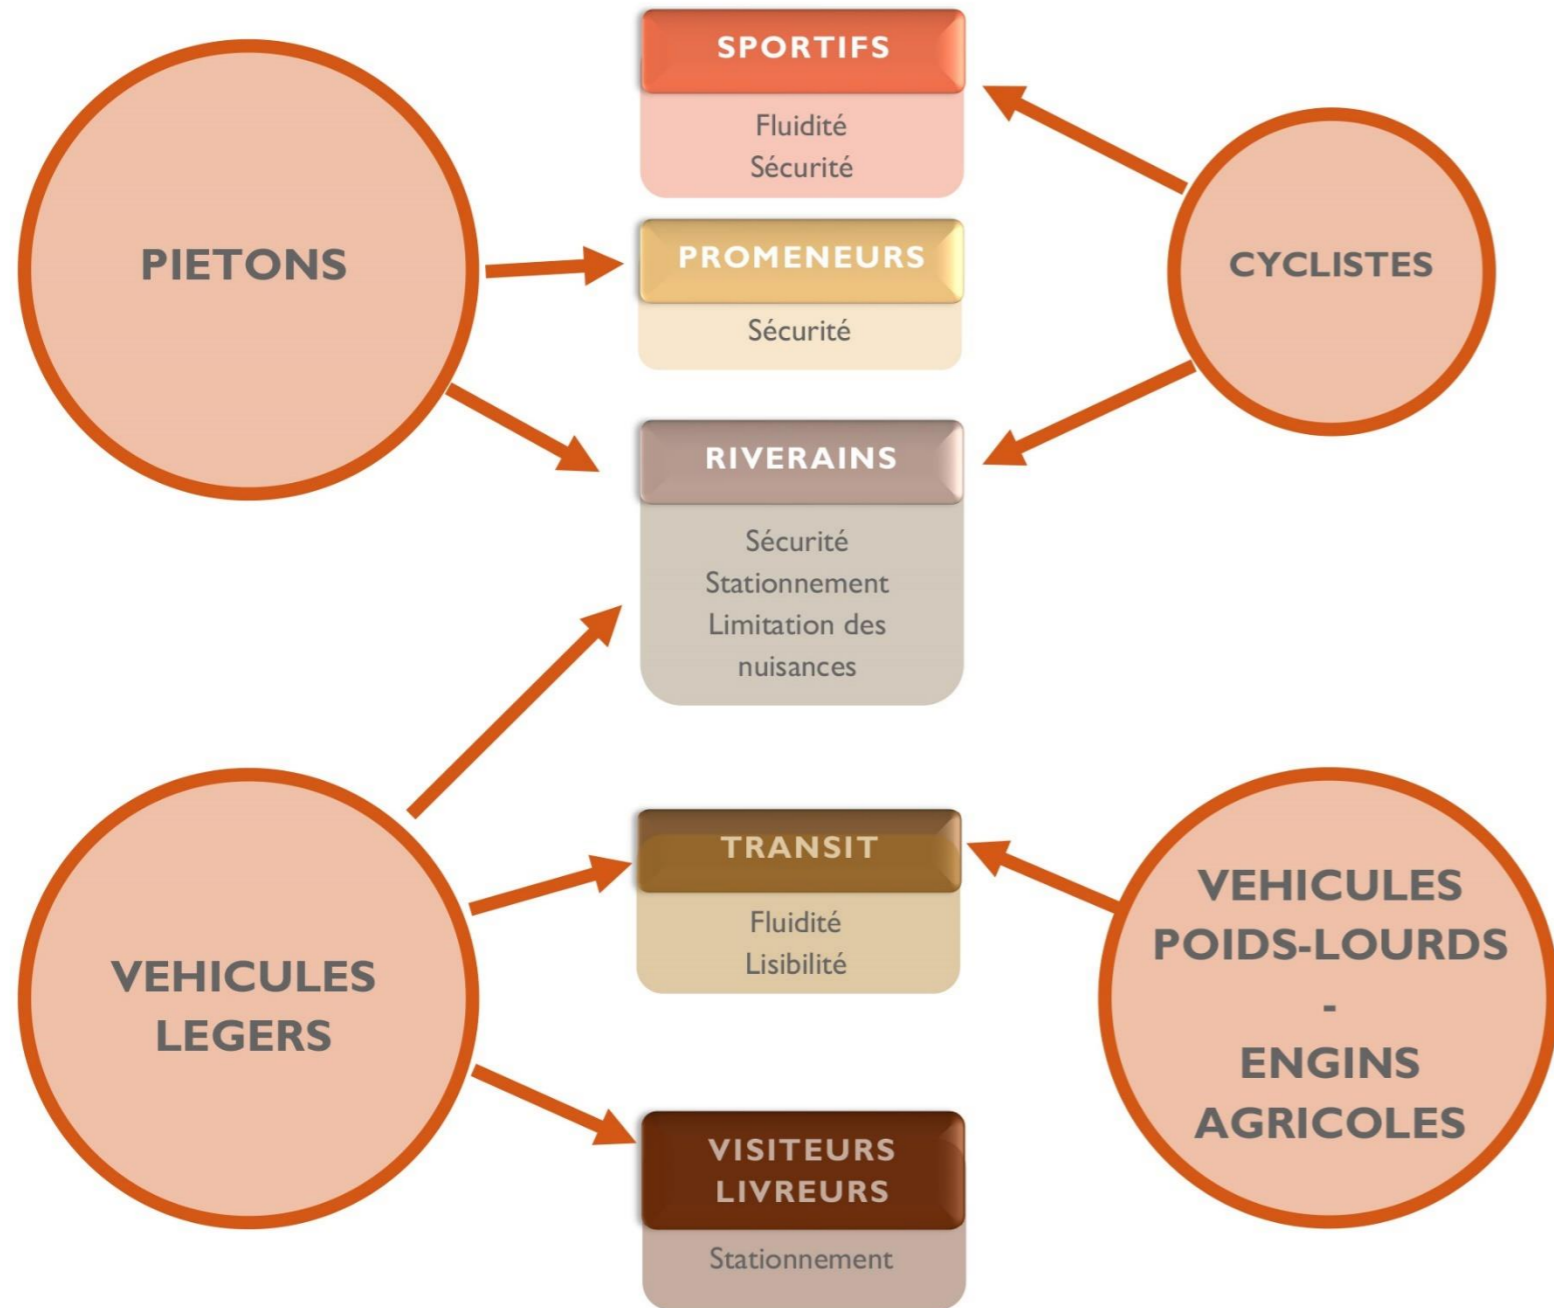 SPORTIFS
Fluidité
Sécurité
PIETONS
PROMENEURS
Sécurité
CYCLISTES
RIVERAINS
Sécurité
Stationnement
Limitation des
nuisances
VEHICULES
LEGERS
TRANSIT
Fluidité
Lisibilité
VEHICULES
POIDS-LOURDS
-
ENGINS
AGRICOLES
VISITEURS
LIVREURS
Stationnement